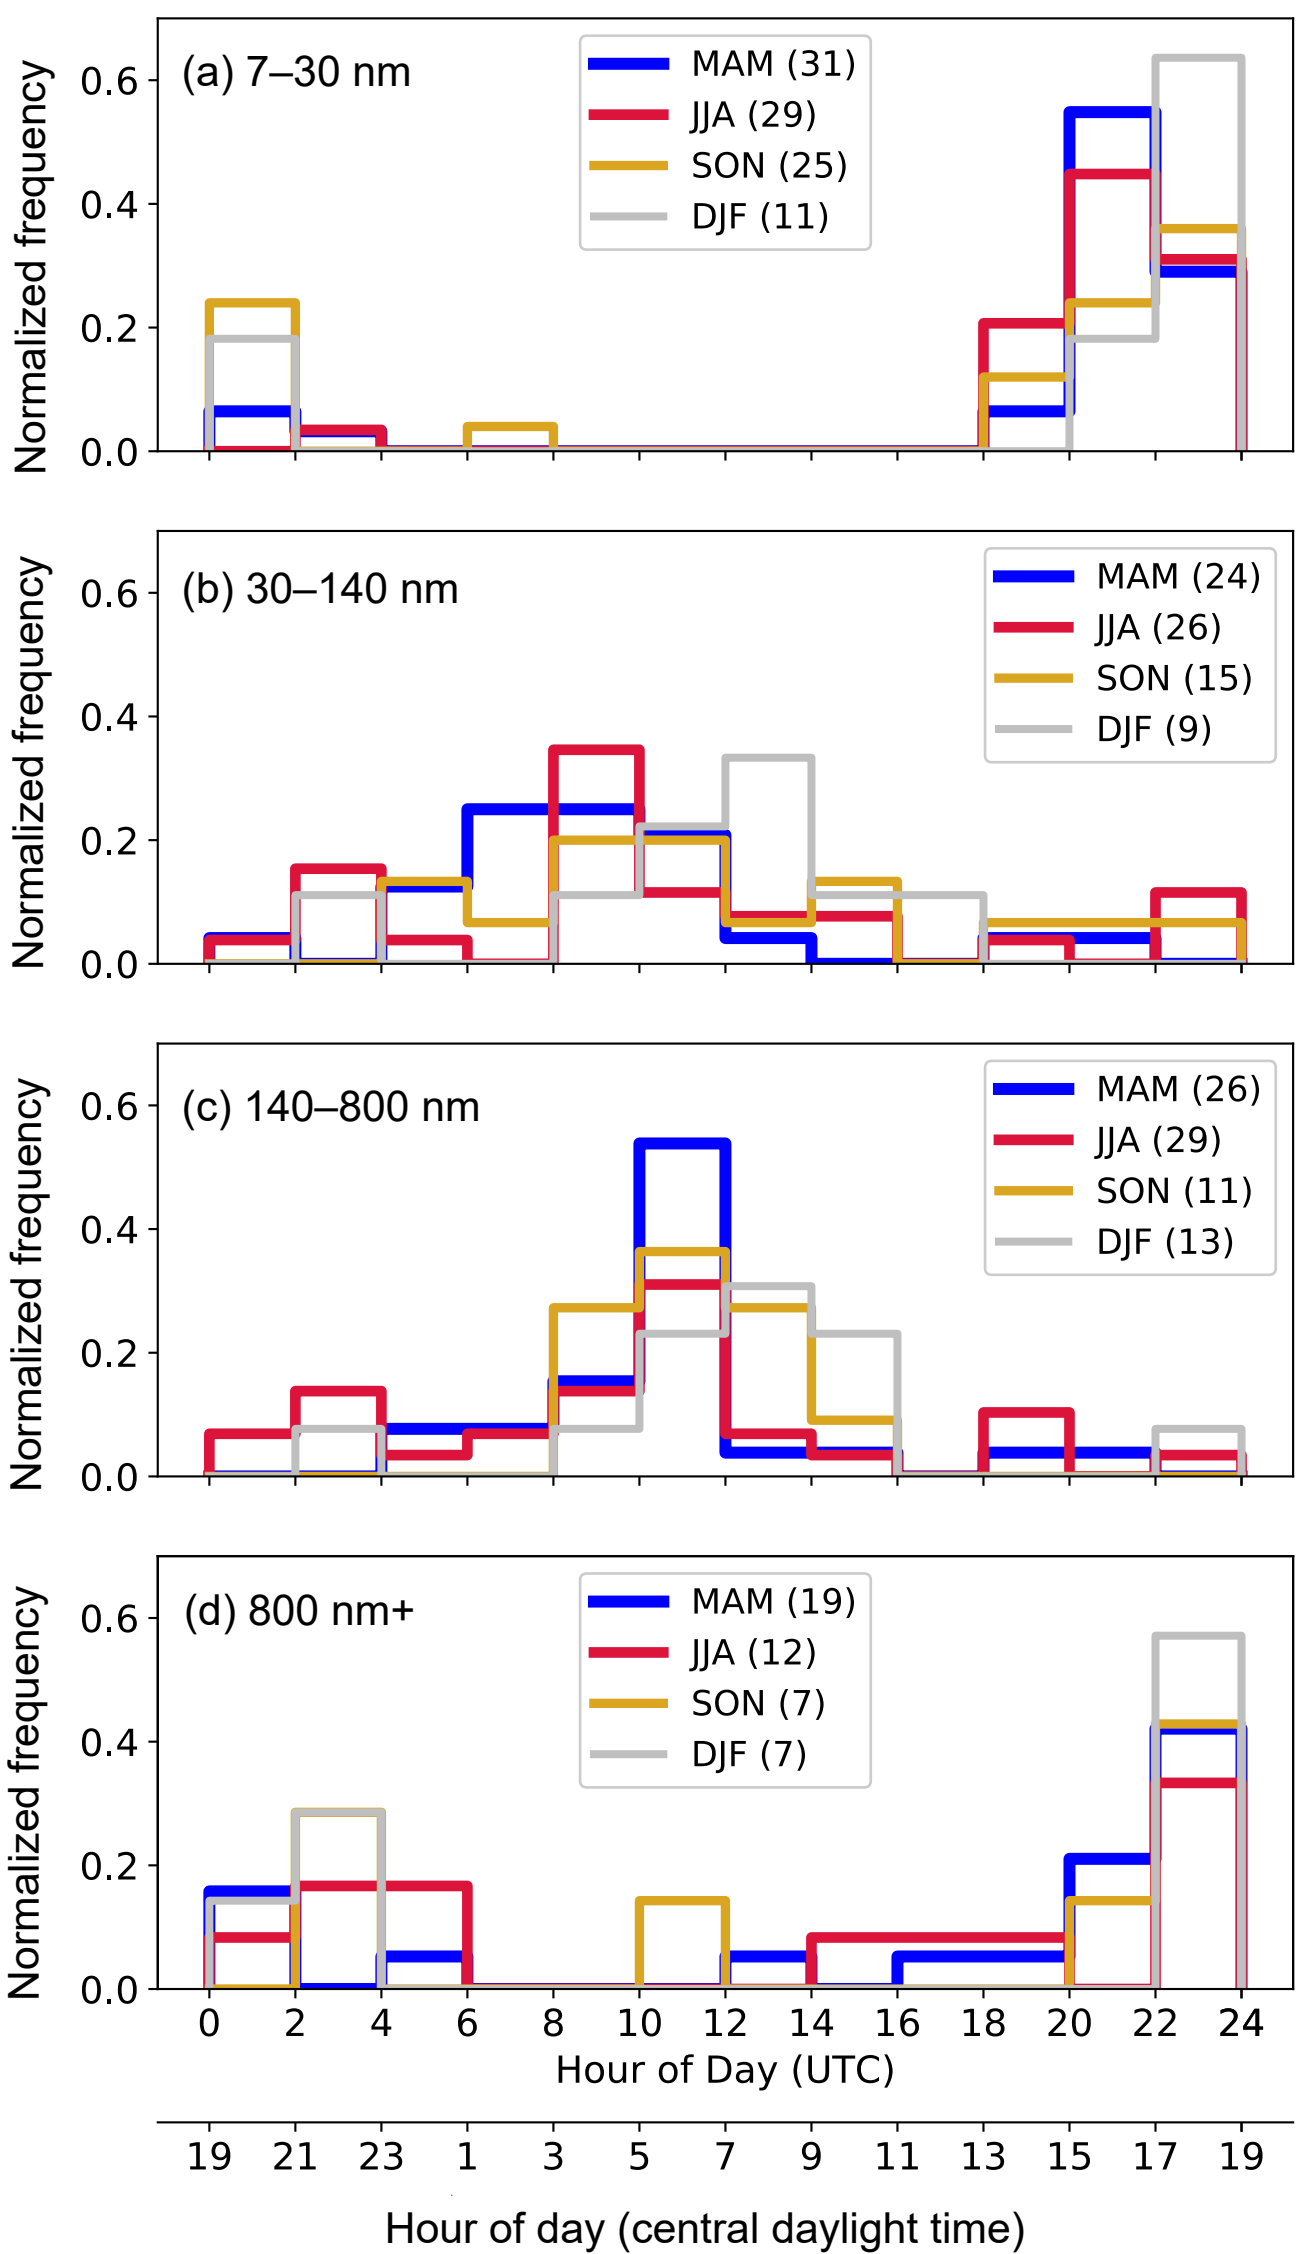 (a) 7–30 nm
MAM (31)
JJA (29)
SON (25)
DJF (11)
Normalized frequency
0.6
0.4
0.2
0.0
(b) 30–140 nm
MAM (24)
JJA (26)
SON (15)
DJF (9)
Normalized frequency
0.6
0.4
0.2
0.0
(c) 140–800 nm
MAM (26)
JJA (29)
SON (11)
DJF (13)
Normalized frequency
0.6
0.4
0.2
0.0
(d) 800 nm+
MAM (19)
JJA (12)
SON (7)
DJF (7)
Normalized frequency
0.6
0.4
0.2
0.0
0 2 4 6 8 10 12 14 16 18 20 22 24
Hour of Day (UTC)
19 21 23 1 3 5 7 9 11 13 15 17 19
Hour of day (central daylight time)